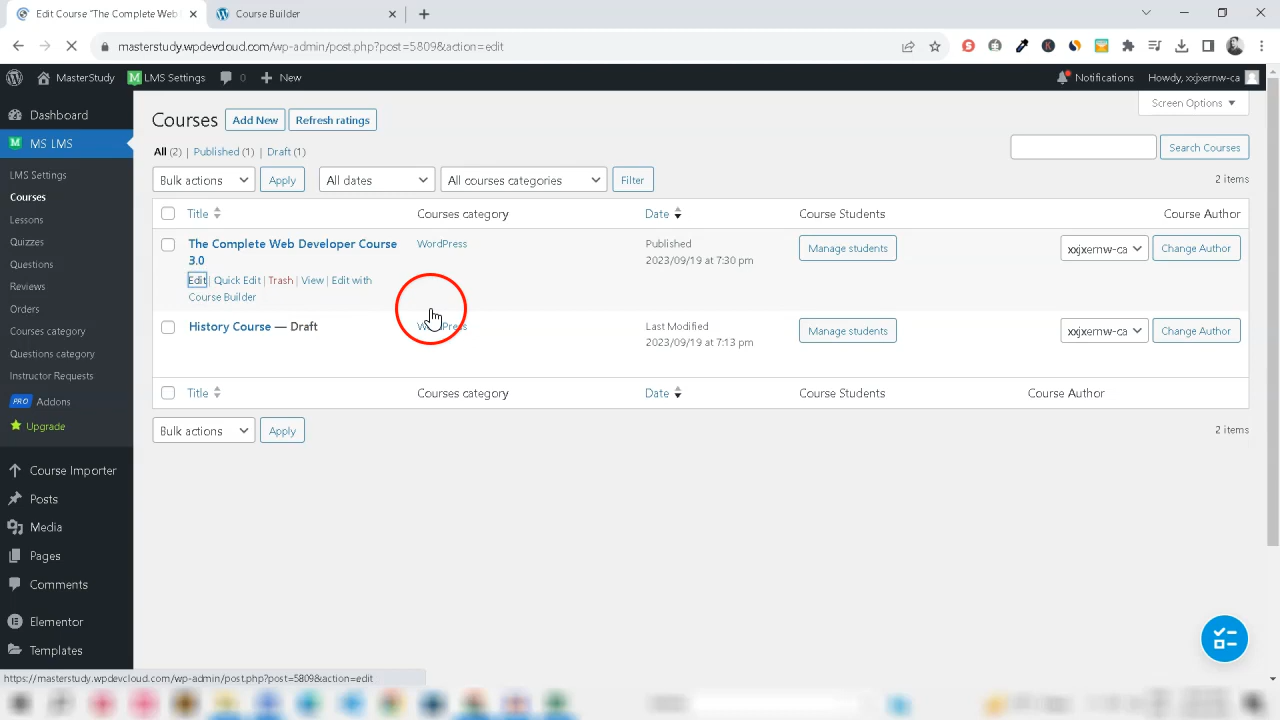 Edit Course "The Complete Web
Course Builder
masterstudy.wpdevcloud.com/wp-admin/post.php?post=5809&action=edit
MasterStudy
LMS Settings
0
New
Notifications
Howdy, xxjxernw-ca
Dashboard
MS LMS
LMS Settings
Courses
Lessons
Quizzes
Questions
Reviews
Orders
Courses category
Questions category
Instructor Requests
PRO Addons
Upgrade
Course Importer
Posts
Media
Pages
Comments
Elementor
Templates
Screen Options
Courses
Add New
Refresh ratings
All (2) | Published (1) | Draft (1)
Search Courses
Bulk actions
Apply
All dates
All courses categories
Filter
2 items
Title
Courses category
Date
Course Students
Course Author
The Complete Web Developer Course
3.0
Edit | Quick Edit | Trash | View | Edit with
Course Builder
WordPress
Published
2023/09/19 at 7:30 pm
Manage students
xxjxernw-ca
Change Author
History Course — Draft
WordPress
Last Modified
2023/09/19 at 7:13 pm
Manage students
xxjxernw-ca
Change Author
Title
Courses category
Date
Course Students
Course Author
Bulk actions
Apply
2 items
https://masterstudy.wpdevcloud.com/wp-admin/post.php?post=5809&action=edit